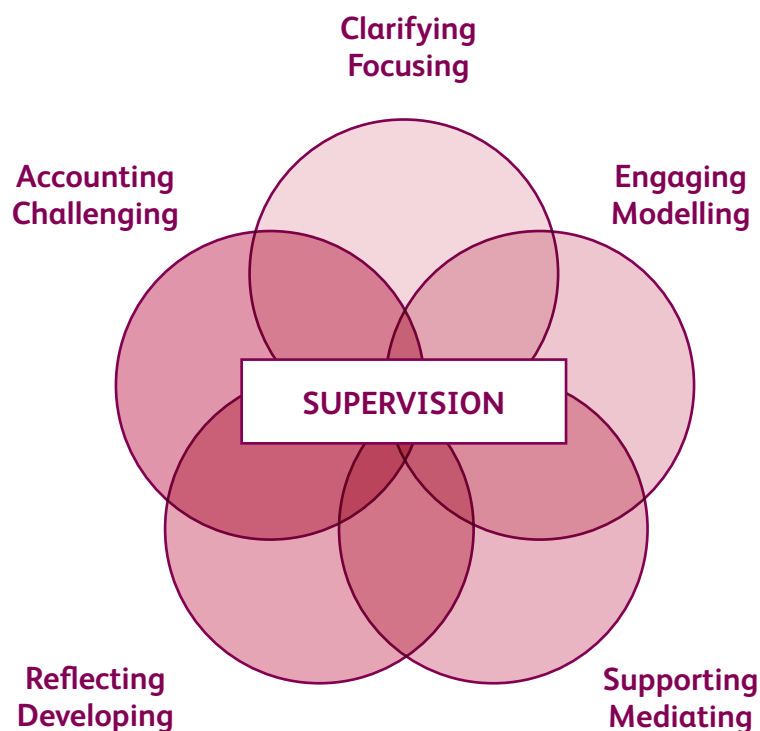 Clarifying
Focusing
Accounting
Challenging
Engaging
Modelling
SUPERVISION
Reflecting
Developing
Supporting
Mediating